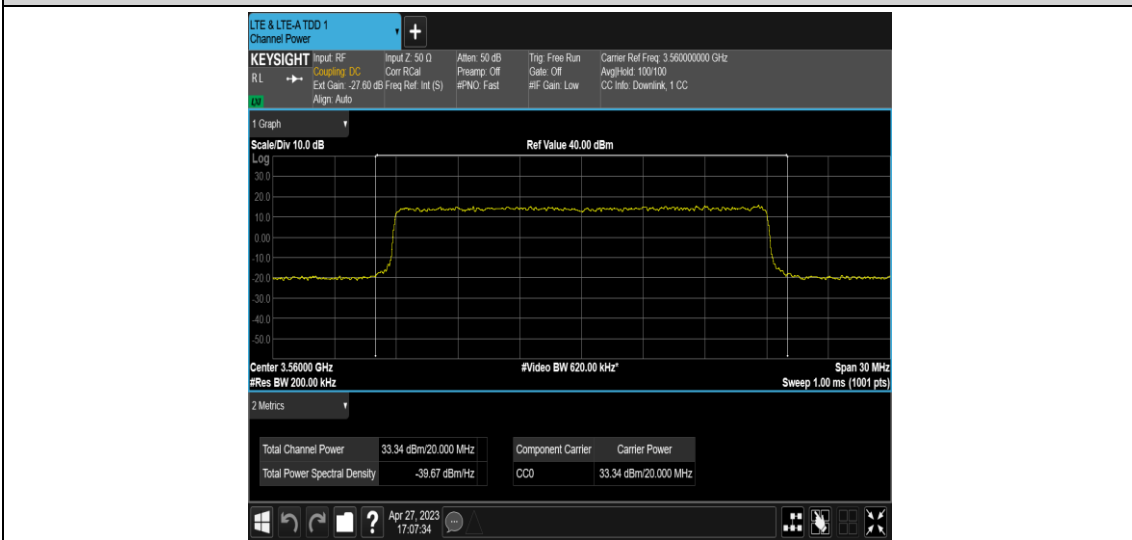 LTE & LTE-A TDD 1
Channel Power
+
KEYSIGHT Input: RF Input Z: 50 Ω Atten: 50 dB Trig: Free Run Carrier Ref Freq: 3.560000000 GHz
R L Coupling: DC Corr RCal Preamp: Off Gate: Off Avg|Hold: 100/100
Ext Gain: -27.60 dB Freq Ref: Int (S) #PNO: Fast #IF Gain: Low CC Info: Downlink, 1 CC
LXI Align: Auto
1 Graph
Scale/Div 10.0 dB Ref Value 40.00 dBm
Log
30.0
20.0
10.0
0.00
-10.0
-20.0
-30.0
-40.0
-50.0
Center 3.56000 GHz #Video BW 620.00 kHz* Span 30 MHz
#Res BW 200.00 kHz Sweep 1.00 ms (1001 pts)
2 Metrics
Total Channel Power 33.34 dBm/20.000 MHz Component Carrier Carrier Power
Total Power Spectral Density -39.67 dBm/Hz CC0 33.34 dBm/20.000 MHz
? Apr 27, 2023
17:07:34